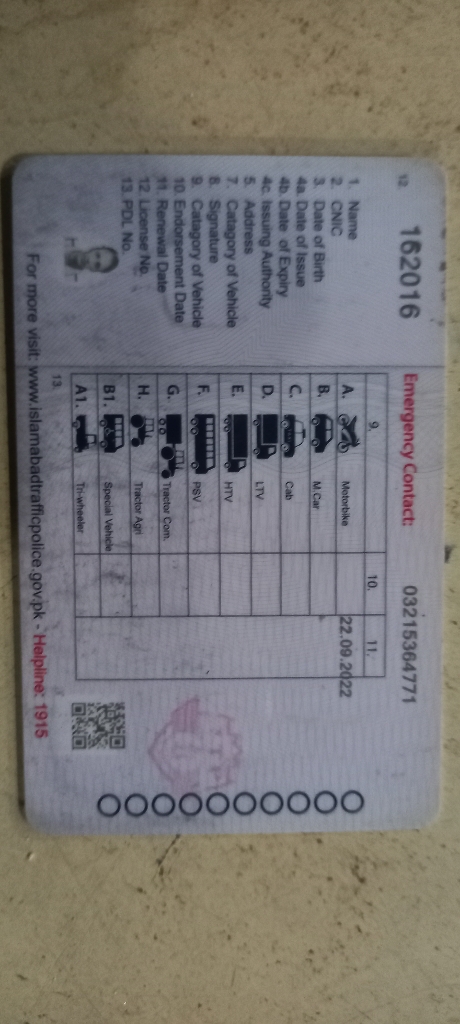 12. 162016
Emergency Contact: 03215364771
1. Name
2. CNIC
3. Date of Birth
4a Date of Issue
4b Date of Expiry
4c. Issuing Authority
5. Address
7. Catagory of Vehicle
8. Signature
9. Catagory of Vehicle
10. Endorsement Date
11. Renewal Date
12. License No.
13. PDL No.
9. 10. 11.
A. Motorbike 22.09.2022
B. M.Car
C. Cab
D. LTV
E. HTV
F. PSV
G. Tractor Com.
H. Tractor Agri
B1. Special Vehicle
A1. Tri-wheeler
13.
For more visit: www.islamabadtrafficpolice.gov.pk - Helpline: 1915